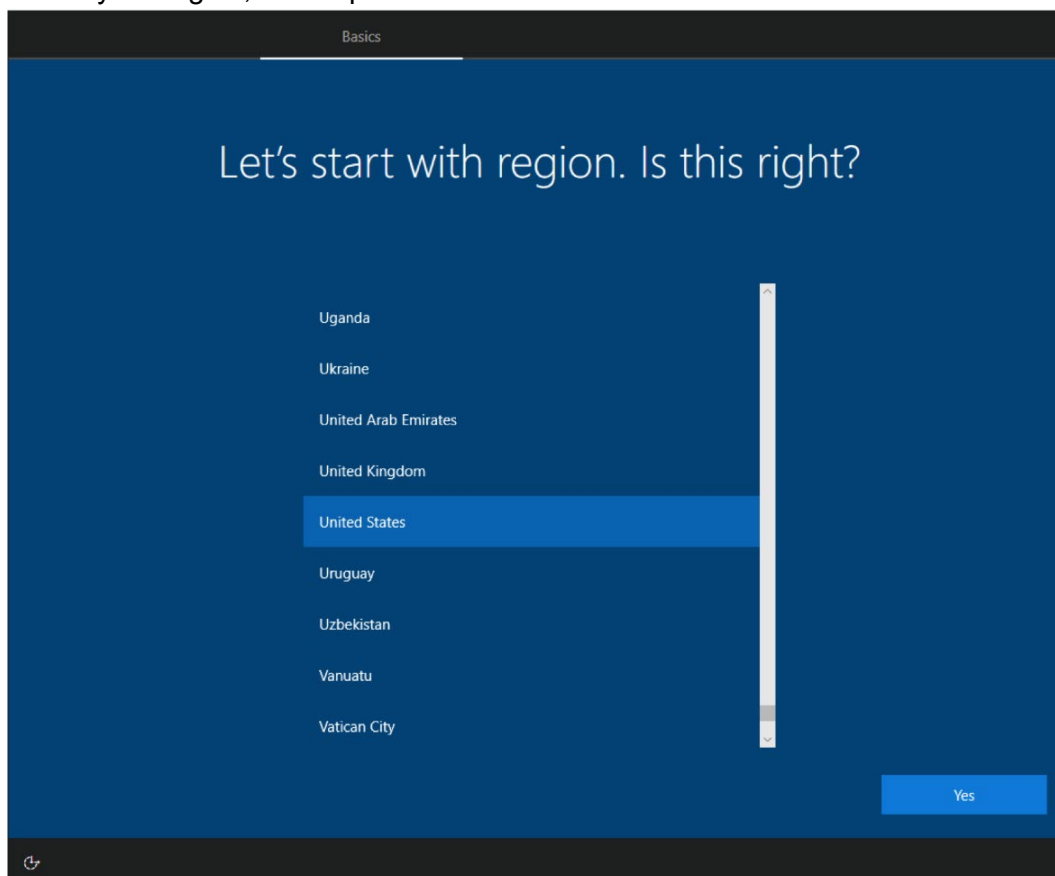 Basics
Let's start with region. Is this right?
Uganda
Ukraine
United Arab Emirates
United Kingdom
United States
Uruguay
Uzbekistan
Vanuatu
Vatican City
Yes